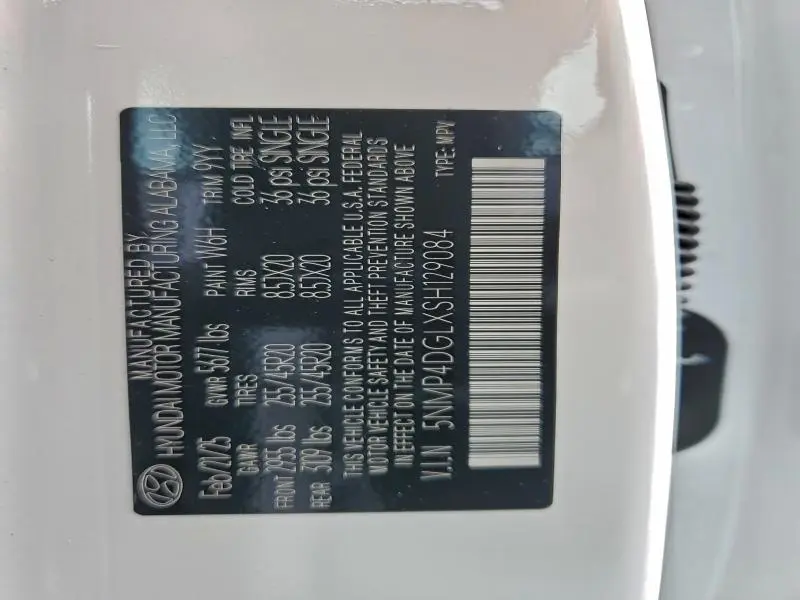 MANUFACTURED BY
HYUNDAI MOTOR MANUFACTURING ALABAMA, LLC
Feb/21/25 GVWR 5677 lbs PAINT W6H TRIM 9YY
GAWR TIRES RIMS COLD TIRE INFL
FRONT 2955 lbs 255/45R20 8.5JX20 36 psi SINGLE
REAR 3109 lbs 255/45R20 8.5JX20 36 psi SINGLE
THIS VEHICLE CONFORMS TO ALL APPLICABLE U.S.A. FEDERAL
MOTOR VEHICLE SAFETY AND THEFT PREVENTION STANDARDS
IN EFFECT ON THE DATE OF MANUFACTURE SHOWN ABOVE
V.I.N 5NMP4DGLXSH129084 TYPE: MPV